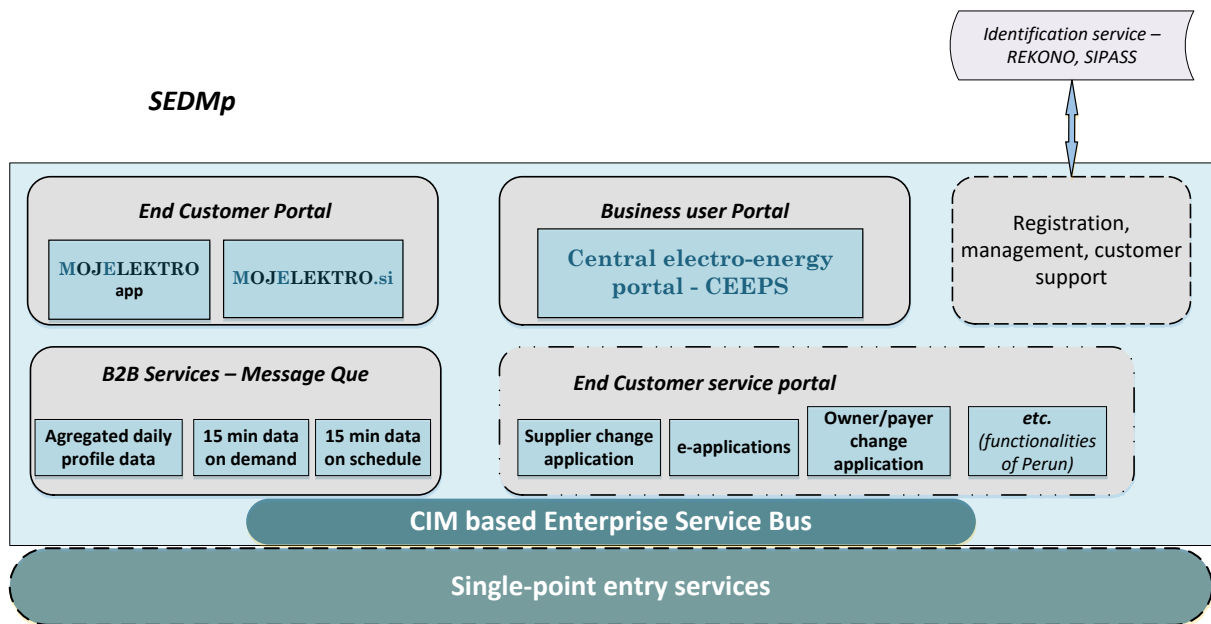 Identification service –
REKONO, SIPASS
SEDMp
End Customer Portal
MOJELEKTRO
app
MOJELEKTRO.si
Business user Portal
Central electro-energy
portal - CEEPS
Registration,
management, customer
support
B2B Services – Message Que
Agregated daily
profile data
15 min data
on demand
15 min data
on schedule
End Customer service portal
Supplier change
application
e-applications
Owner/payer
change
application
etc.
(functionalities
of Perun)
CIM based Enterprise Service Bus
Single-point entry services